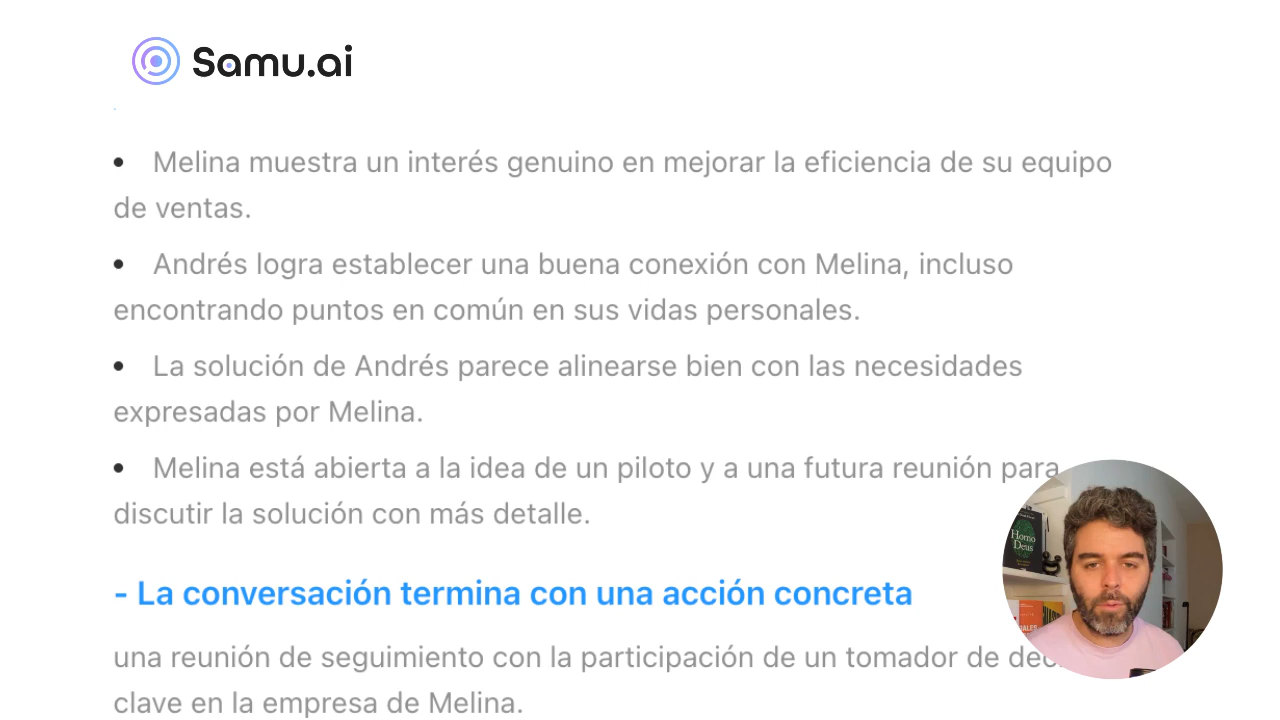 Samu.ai
• Melina muestra un interés genuino en mejorar la eficiencia de su equipo
de ventas.
• Andrés logra establecer una buena conexión con Melina, incluso
encontrando puntos en común en sus vidas personales.
• La solución de Andrés parece alinearse bien con las necesidades
expresadas por Melina.
• Melina está abierta a la idea de un piloto y a una futura reunión para
discutir la solución con más detalle.
- La conversación termina con una acción concreta
una reunión de seguimiento con la participación de un tomador de
clave en la empresa de Melina.
Homo
Deus